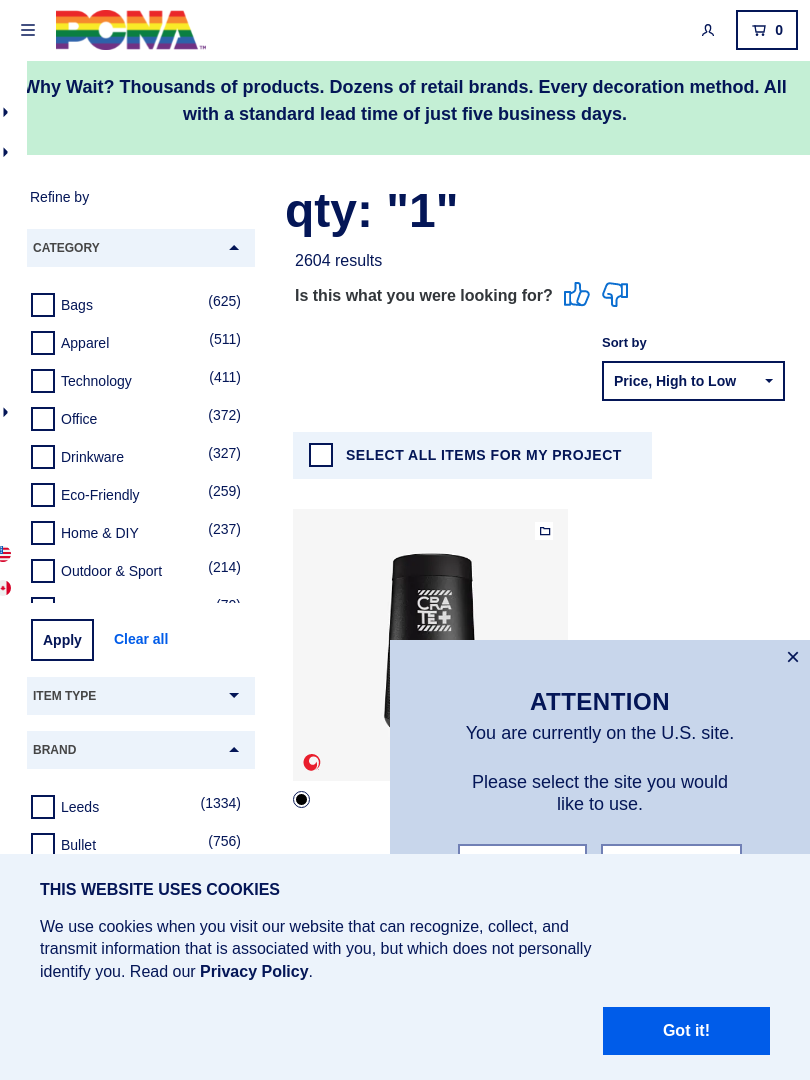 PCNA
TM
0
Why Wait? Thousands of products. Dozens of retail brands. Every decoration method. All
with a standard lead time of just five business days.
Refine by
CATEGORY
Bags (625)
Apparel (511)
Technology (411)
Office (372)
Drinkware (327)
Eco-Friendly (259)
Home & DIY (237)
Outdoor & Sport (214)
Apply Clear all
ITEM TYPE
BRAND
Leeds (1334)
Bullet (756)
qty: "1"
2604 results
Is this what you were looking for?
Sort by
Price, High to Low
SELECT ALL ITEMS FOR MY PROJECT
CRA
TE+
×
ATTENTION
You are currently on the U.S. site.
Please select the site you would
like to use.
THIS WEBSITE USES COOKIES
We use cookies when you visit our website that can recognize, collect, and
transmit information that is associated with you, but which does not personally
identify you. Read our Privacy Policy.
Got it!